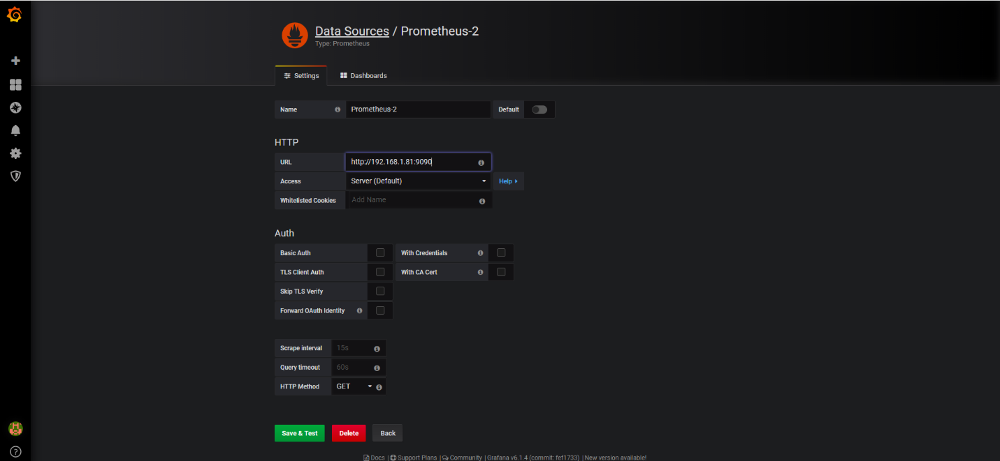 Data Sources / Prometheus-2
Type: Prometheus
Settings Dashboards
Name Prometheus-2 Default
HTTP
URL http://192.168.1.81:9090
Access Server (Default) Help
Whitelisted Cookies Add Name
Auth
Basic Auth With Credentials
TLS Client Auth With CA Cert
Skip TLS Verify
Forward OAuth Identity
Scrape interval 15s
Query timeout 60s
HTTP Method GET
Save & Test Delete Back
Docs | Support Plans | Community | Grafana v6.1.4 (commit: fef1733) | New version available!